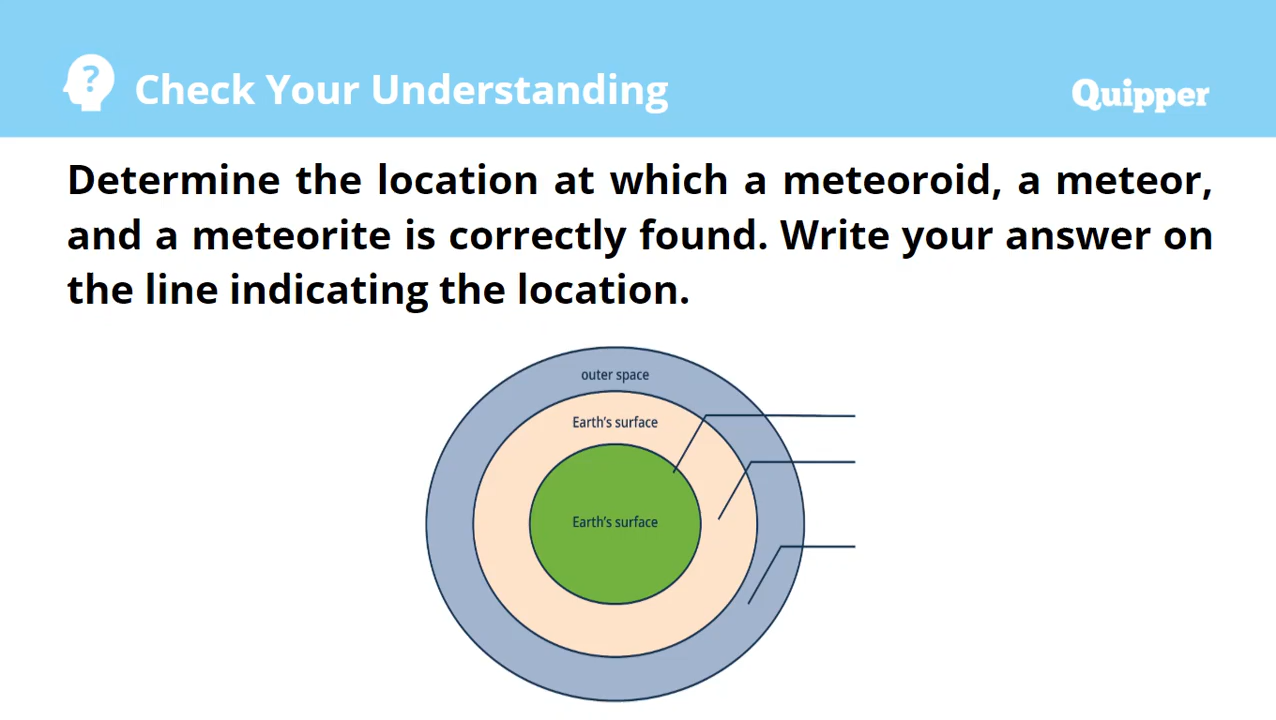 ?
Check Your Understanding
Quipper
Determine the location at which a meteoroid, a meteor,
and a meteorite is correctly found. Write your answer on
the line indicating the location.
outer space
Earth's surface
Earth's surface